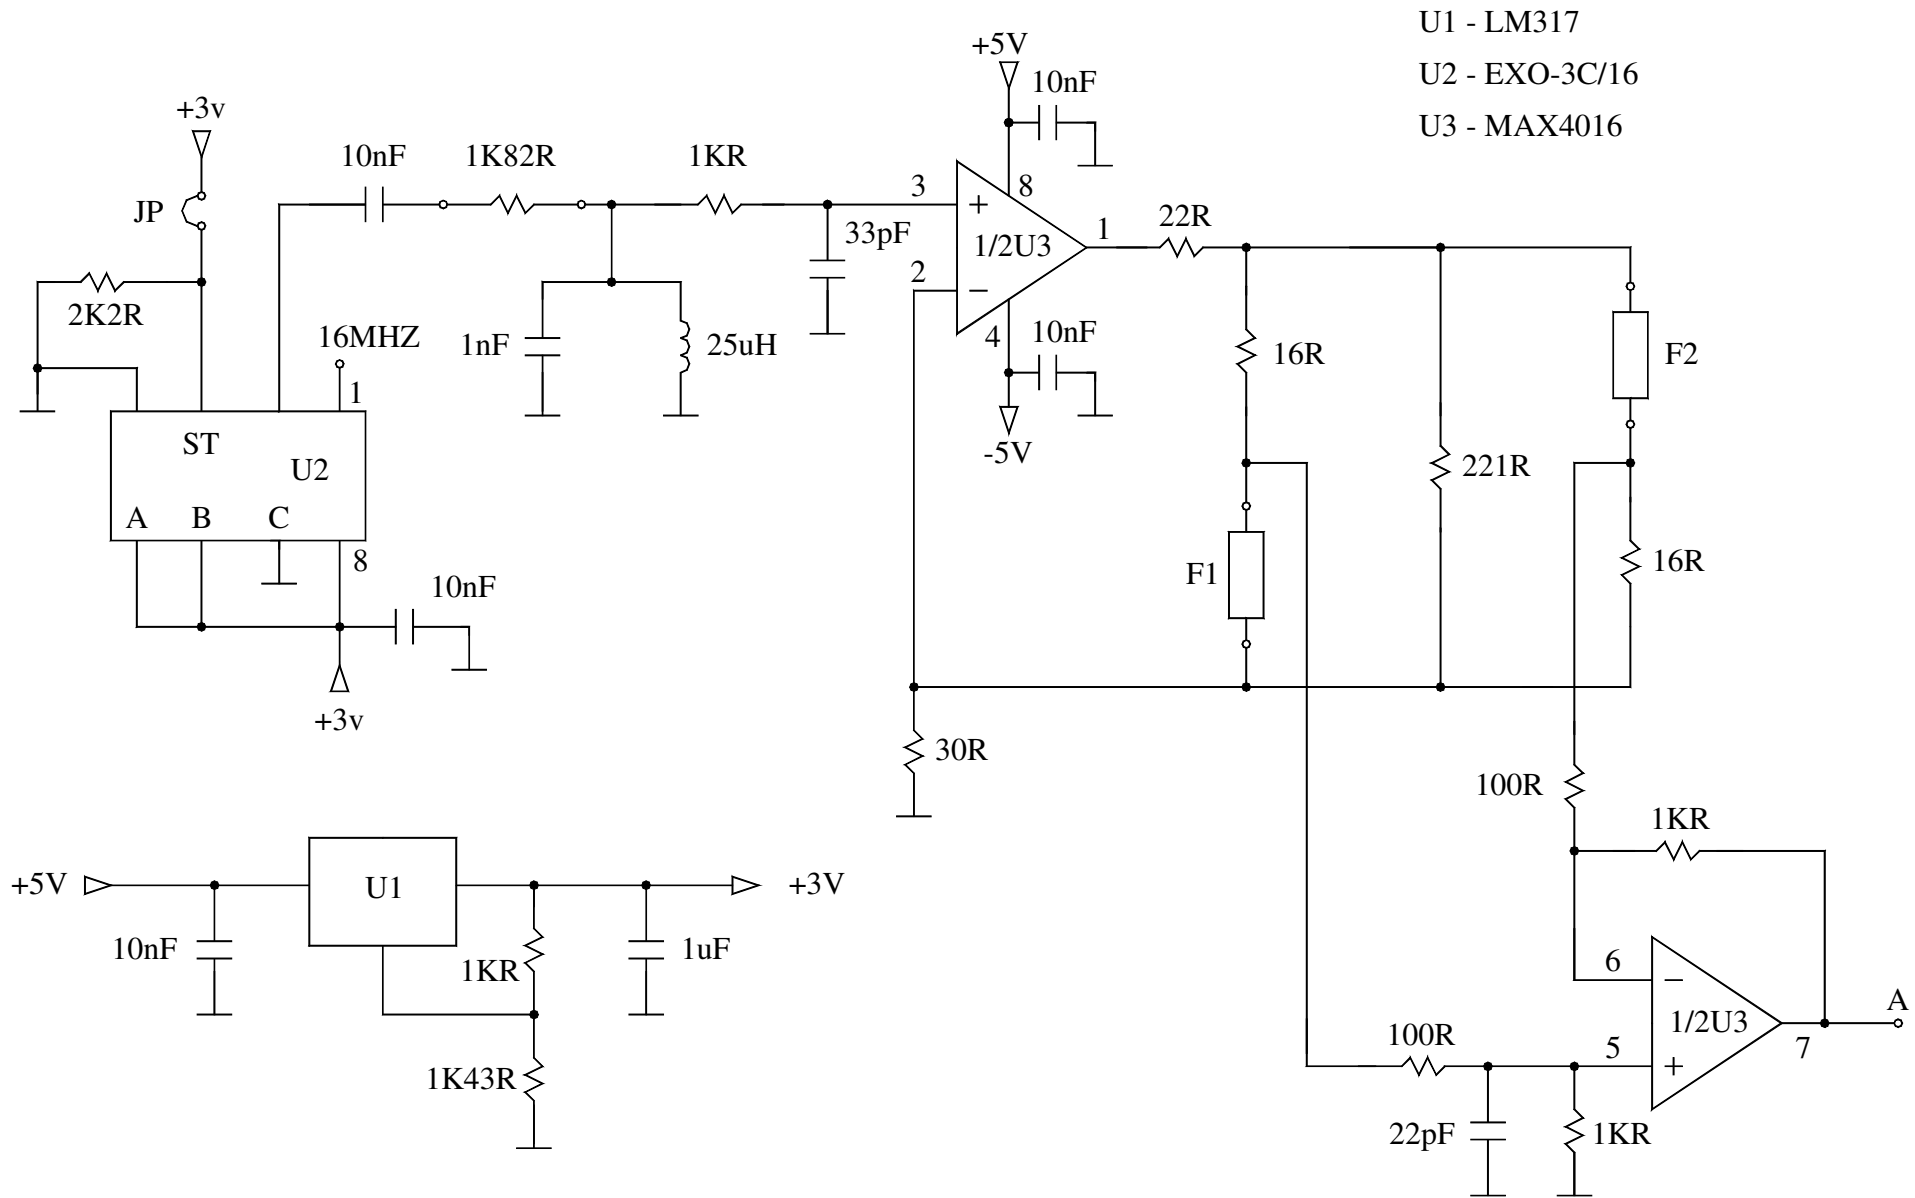 U1 - LM317
U2 - EXO-3C/16
U3 - MAX4016
+5V
10nF
+3v
10nF
1K82R
1KR
3
8
+
JP
33pF
1/2U3
1
22R
2
−
2K2R
16MHZ
1
1nF
25uH
4
10nF
16R
F2
-5V
ST
U2
221R
A
B
C
8
10nF
F1
16R
+3v
30R
100R
1KR
+5V
U1
+3V
10nF
1KR
1uF
6
−
A
1/2U3
7
100R
5
+
1K43R
22pF
1KR